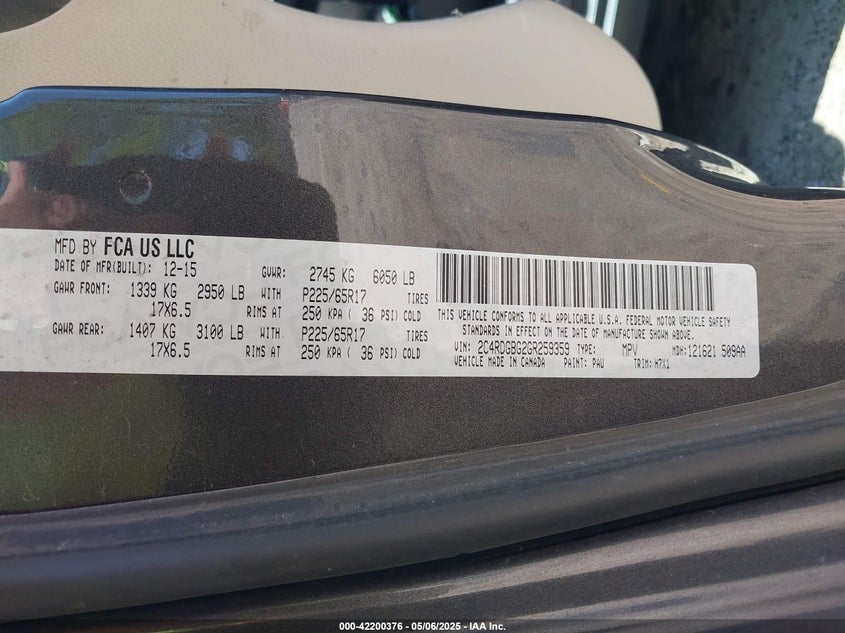 MFD BY FCA US LLC
DATE OF MFR(BUILT): 12-15 GVWR: 2745 KG 6050 LB
GAWR FRONT: 1339 KG 2950 LB WITH P225/65R17 TIRES
17X6.5 RIMS AT 250 KPA ( 36 PSI) COLD
GAWR REAR: 1407 KG 3100 LB WITH P225/65R17 TIRES
17X6.5 RIMS AT 250 KPA ( 36 PSI) COLD
THIS VEHICLE CONFORMS TO ALL APPLICABLE U.S.A. FEDERAL MOTOR VEHICLE SAFETY
STANDARDS IN EFFECT ON THE DATE OF MANUFACTURE SHOWN ABOVE.
VIN: 2C4RDGBG2GR259359 TYPE: MPV MDH: 121621 509AA
VEHICLE MADE IN CANADA PAINT: PAU TRIM: H7X1
000-42200376 - 05/06/2025 - IAA Inc.